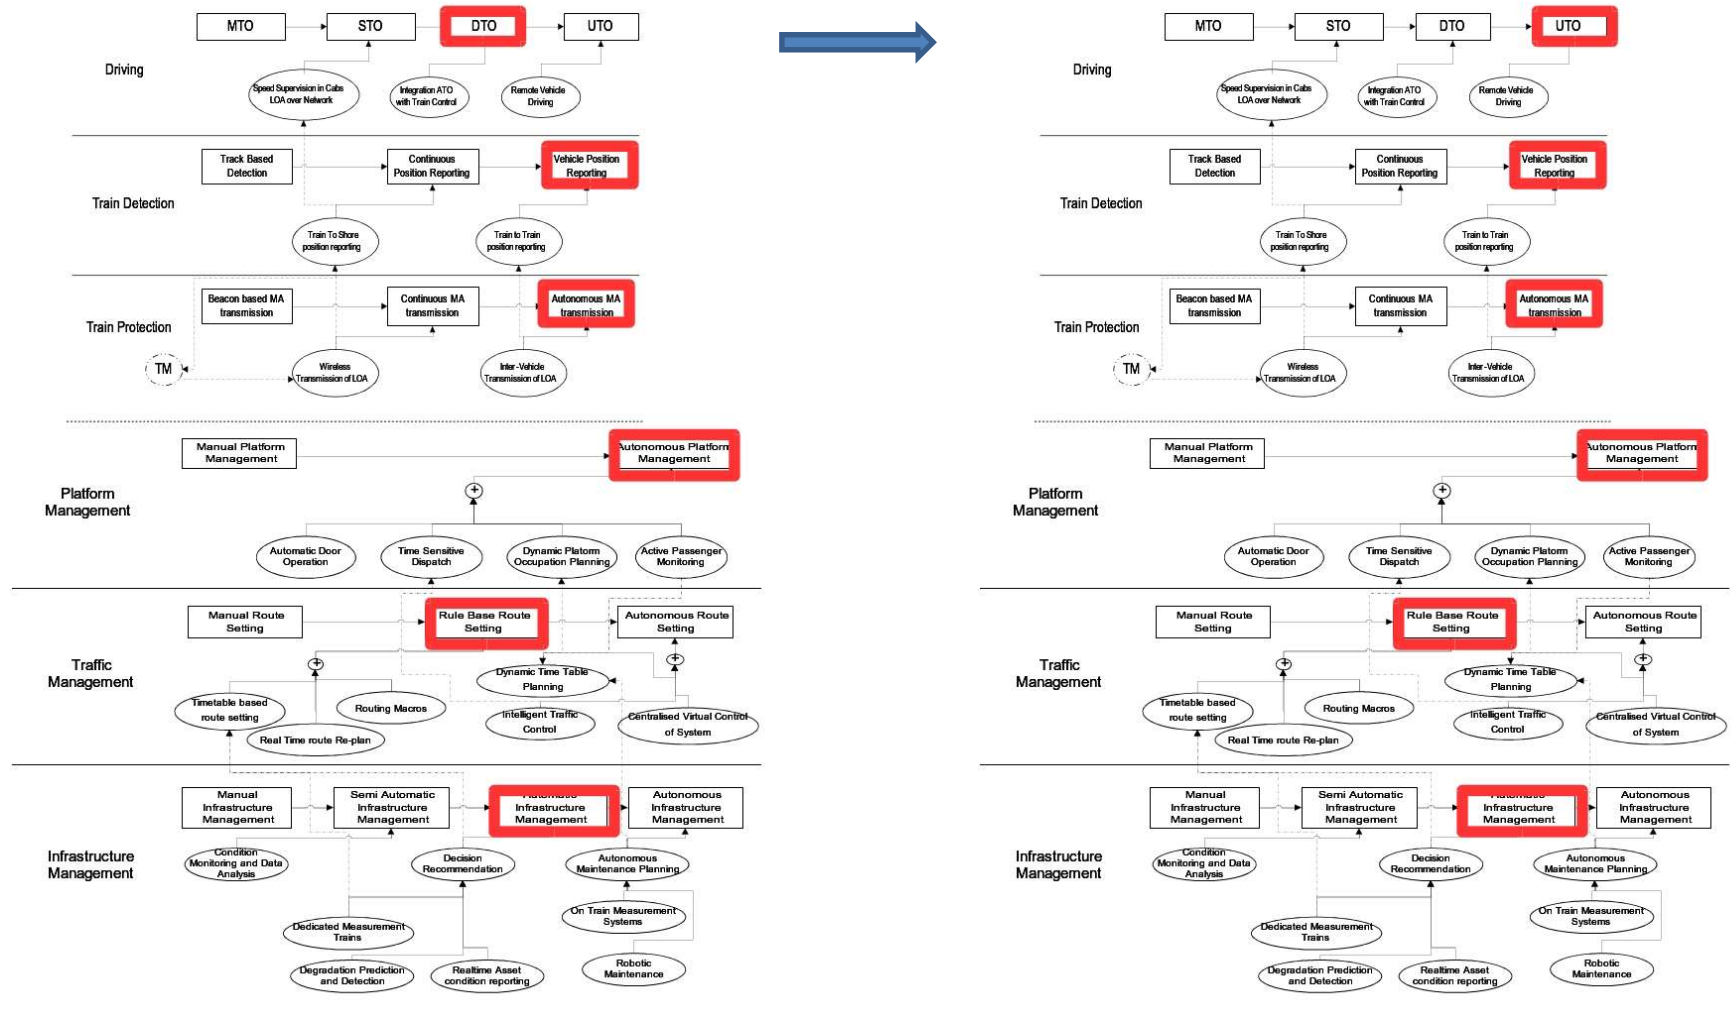 MTO
STO
DTO
UTO
Driving
Speed Supervision in Cabs
LOA over Network
Integration ATO
with Train Control
Remote Vehicle
Driving
Track Based
Detection
Continuous
Position Reporting
Vehicle Position
Reporting
Train Detection
Train To Shore
position reporting
Train to Train
position reporting
Beacon based MA
transmission
Continuous MA
transmission
Autonomous MA
transmission
Train Protection
TM
Wireless
Transmission of LOA
Inter-Vehicle
Transmission of LOA
Manual Platform
Management
Autonomous Platform
Management
Platform
Management
Automatic Door
Operation
Time Sensitive
Dispatch
Dynamic Platorm
Occupation Planning
Active Passenger
Monitoring
Manual Route
Setting
Rule Base Route
Setting
Autonomous Route
Setting
Traffic
Management
Dynamic Time Table
Planning
Timetable based
route setting
Routing Macros
Real Time route Re-plan
Intelligent Traffic
Control
Centralised Virtual Control
of System
Manual
Infrastructure
Management
Semi Automatic
Infrastructure
Management
Automatic
Infrastructure
Management
Autonomous
Infrastructure
Management
Infrastructure
Management
Condition
Monitoring and Data
Analysis
Decision
Recommendation
Autonomous
Maintenance Planning
On Train Measurement
Systems
Dedicated Measurement
Trains
Degradation Prediction
and Detection
Realtime Asset
condition reporting
Robotic
Maintenance
MTO
STO
DTO
UTO
Driving
Speed Supervision in Cabs
LOA over Network
Integration ATO
with Train Control
Remote Vehicle
Driving
Track Based
Detection
Continuous
Position Reporting
Vehicle Position
Reporting
Train Detection
Train To Shore
position reporting
Train to Train
position reporting
Beacon based MA
transmission
Continuous MA
transmission
Autonomous MA
transmission
Train Protection
TM
Wireless
Transmission of LOA
Inter-Vehicle
Transmission of LOA
Manual Platform
Management
Autonomous Platform
Management
Platform
Management
Automatic Door
Operation
Time Sensitive
Dispatch
Dynamic Platorm
Occupation Planning
Active Passenger
Monitoring
Manual Route
Setting
Rule Base Route
Setting
Autonomous Route
Setting
Traffic
Management
Dynamic Time Table
Planning
Timetable based
route setting
Routing Macros
Real Time route Re-plan
Intelligent Traffic
Control
Centralised Virtual Control
of System
Manual
Infrastructure
Management
Semi Automatic
Infrastructure
Management
Automatic
Infrastructure
Management
Autonomous
Infrastructure
Management
Infrastructure
Management
Condition
Monitoring and Data
Analysis
Decision
Recommendation
Autonomous
Maintenance Planning
On Train Measurement
Systems
Dedicated Measurement
Trains
Degradation Prediction
and Detection
Realtime Asset
condition reporting
Robotic
Maintenance